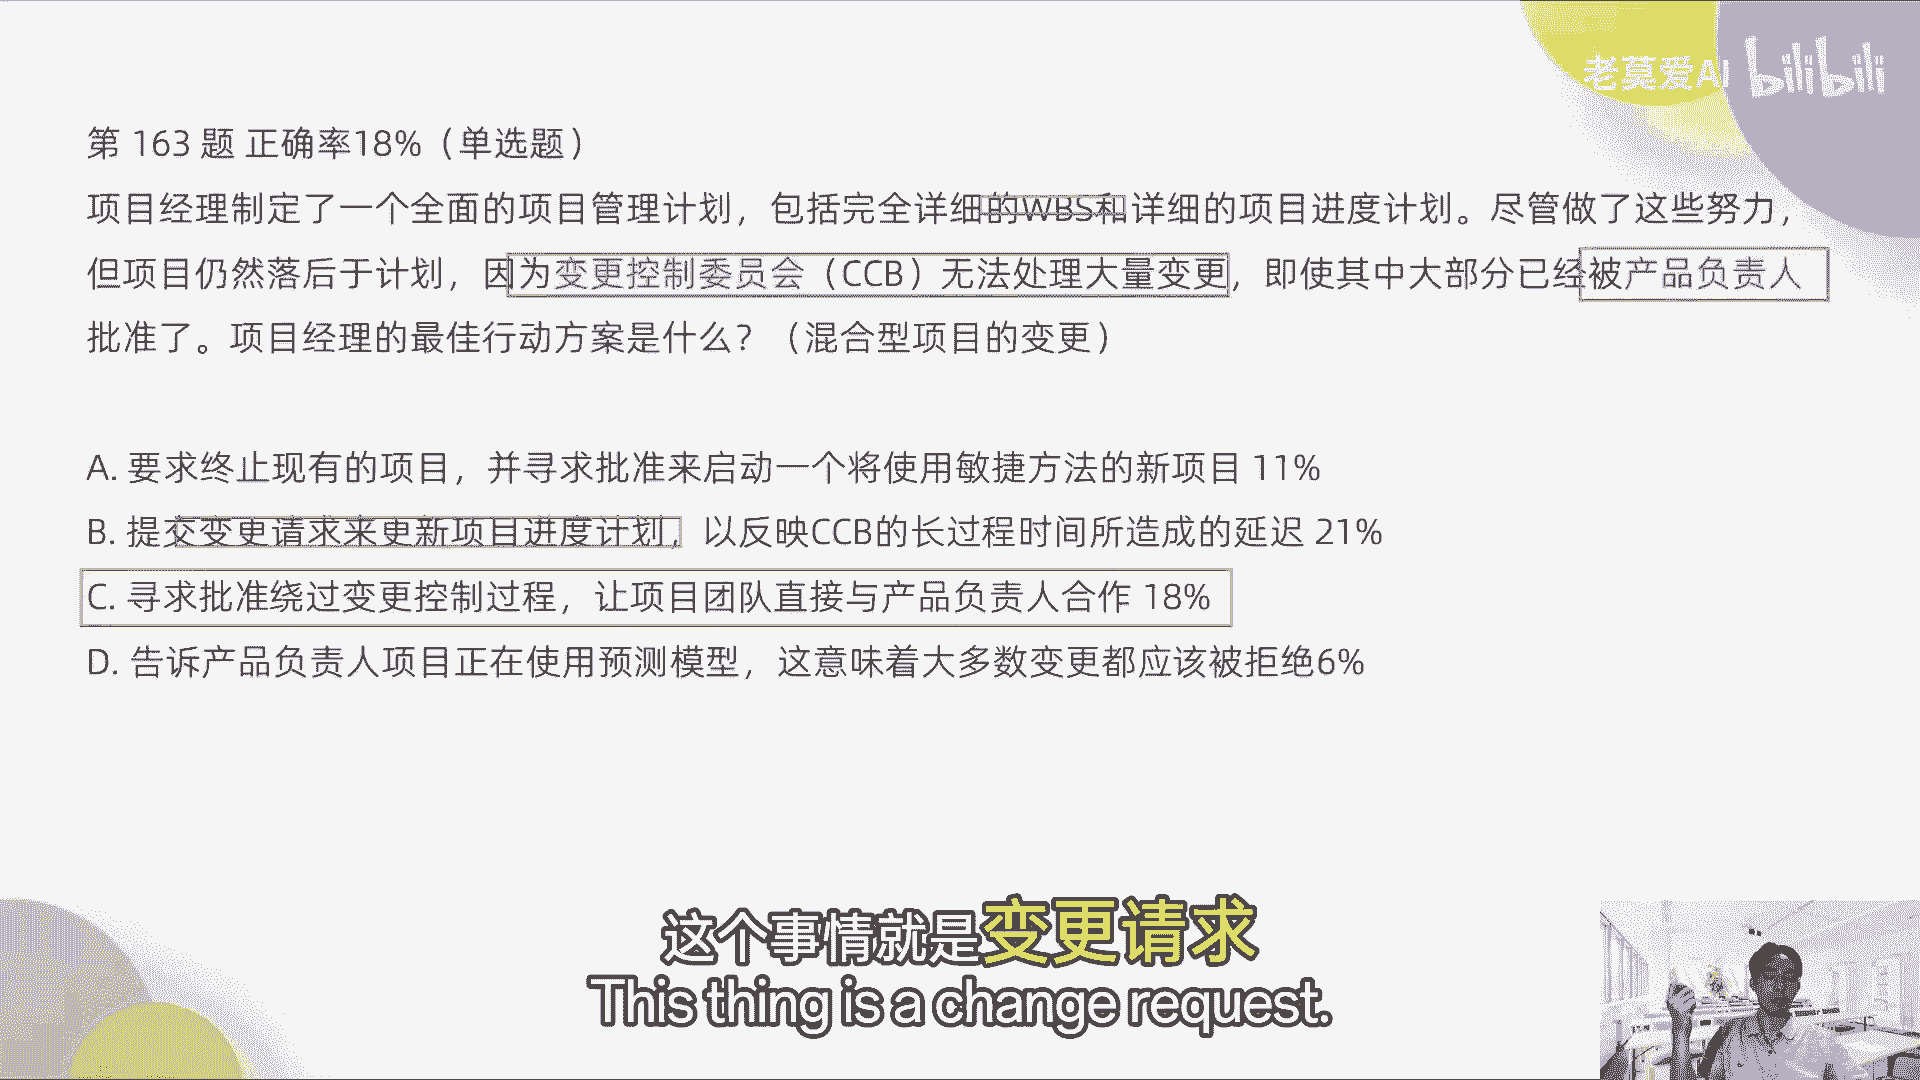 老莫爱AI bilibili
第 163 题 正确率18%（单选题）
项目经理制定了一个全面的项目管理计划，包括完全详细的WBS和详细的项目进度计划。尽管做了这些努力，
但项目仍然落后于计划，因为变更控制委员会（CCB）无法处理大量变更，即使其中大部分已经被产品负责人
批准了。项目经理的最佳行动方案是什么？（混合型项目的变更）
A. 要求终止现有的项目，并寻求批准来启动一个将使用敏捷方法的新项目 11%
B. 提交变更请求来更新项目进度计划，以反映CCB的长过程时间所造成的延迟 21%
C. 寻求批准绕过变更控制过程，让项目团队直接与产品负责人合作 18%
D. 告诉产品负责人项目正在使用预测模型，这意味着大多数变更都应该被拒绝6%
这个事情就是变更请求
This thing is a change request.